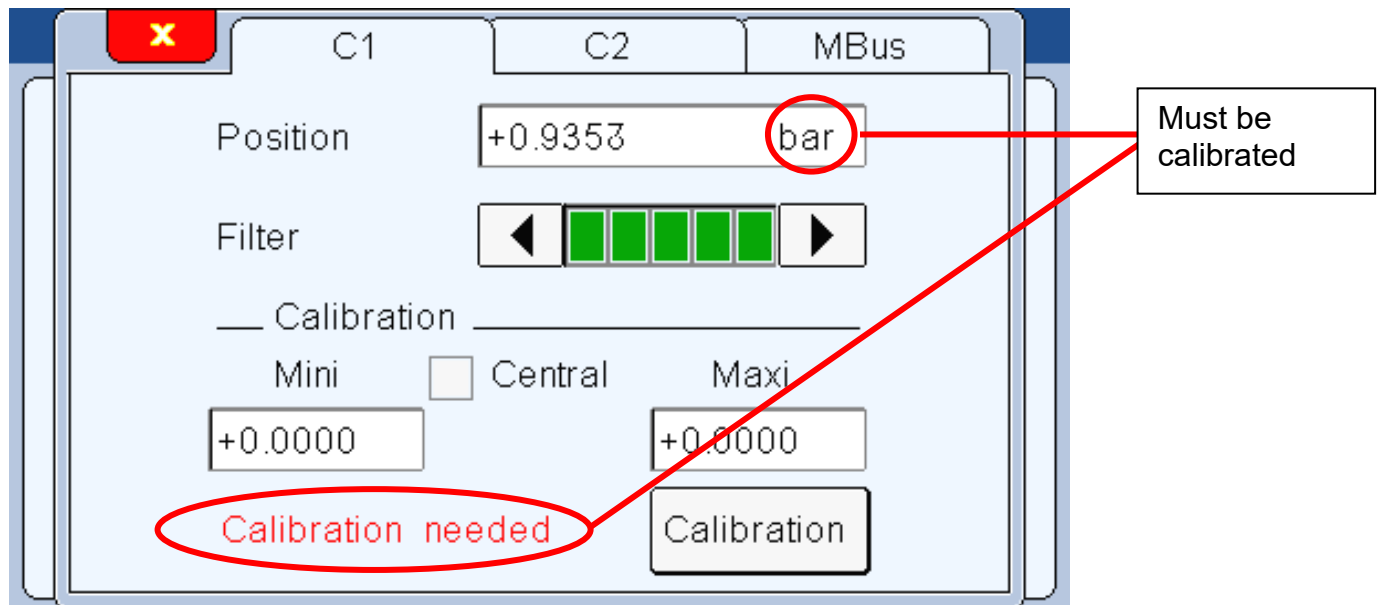 x C1 C2 MBus
Position +0.9353 bar
Must be
calibrated
Filter
Calibration
Mini Central Maxi
+0.0000 +0.0000
Calibration needed Calibration